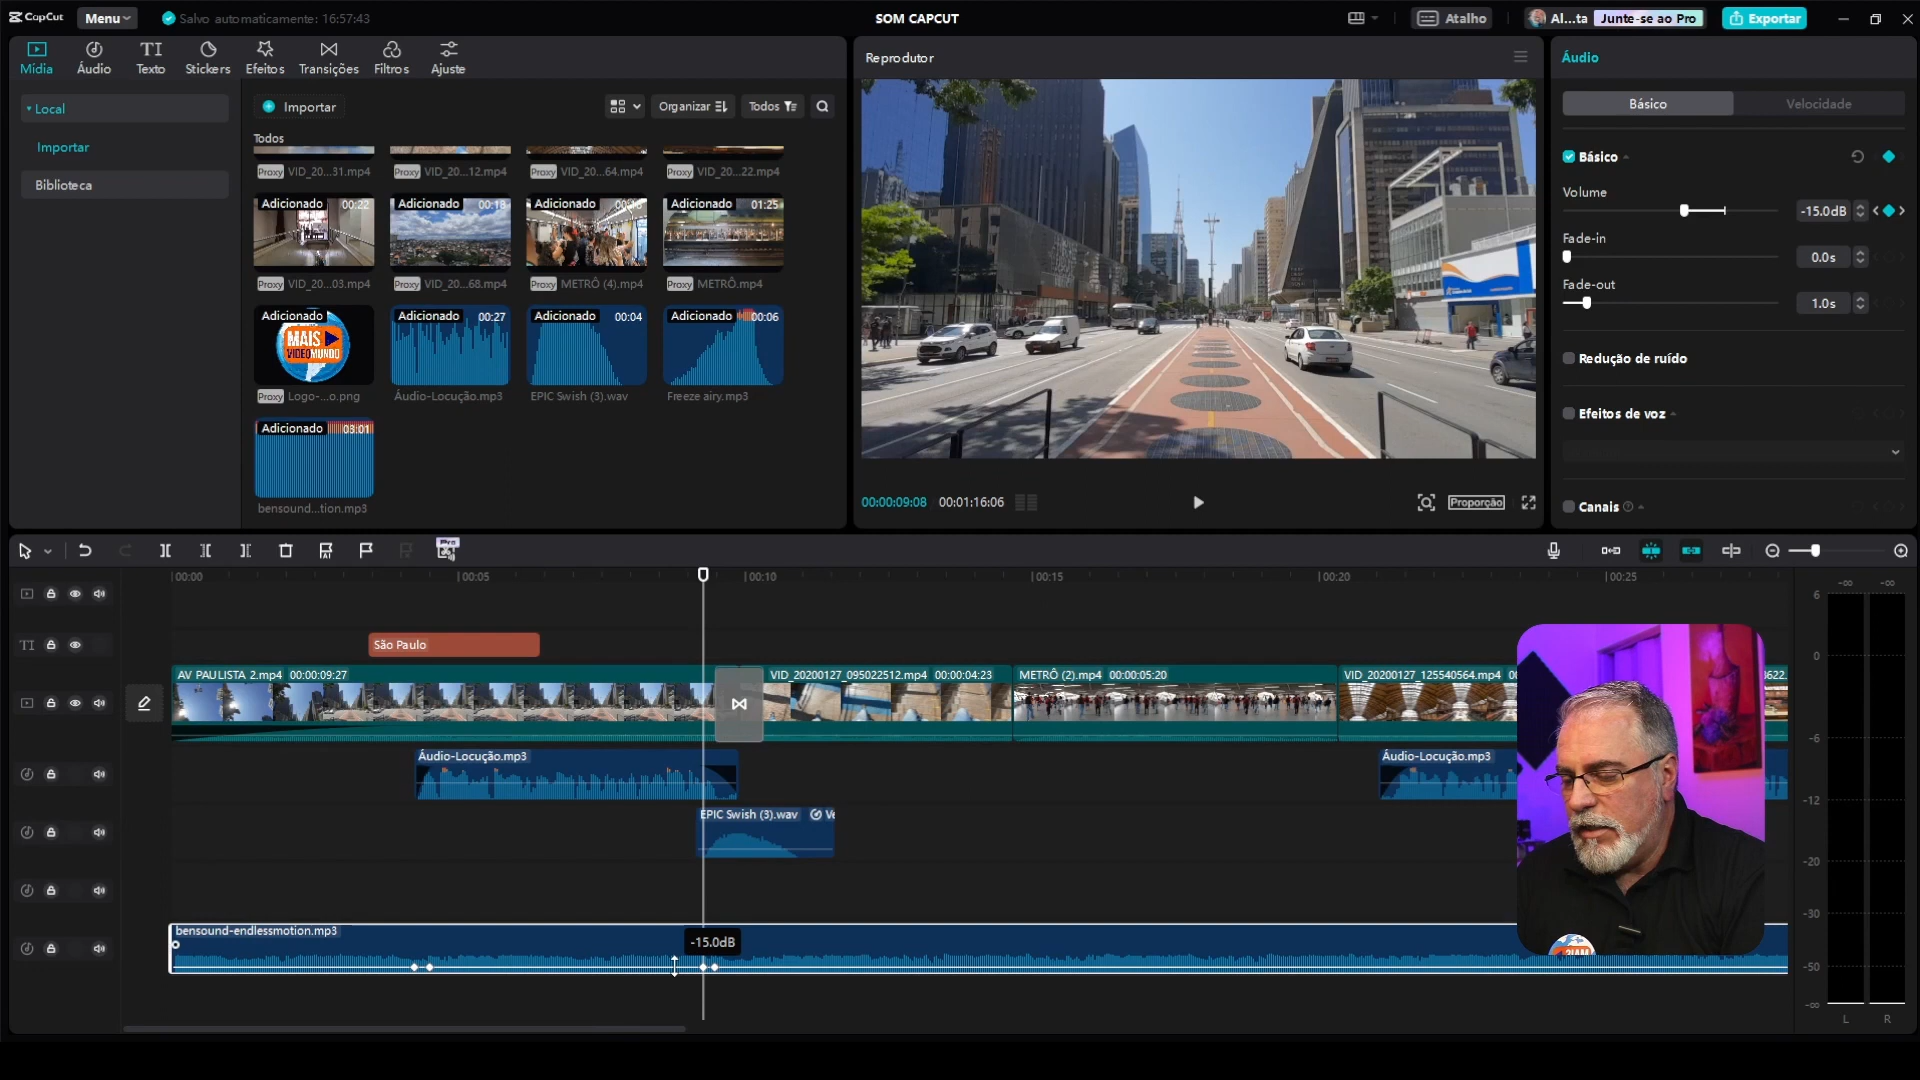 CapCut
Menu
Salvo automaticamente: 16:57:43
SOM CAPCUT
Atalho
Al...ta
Junte-se ao Pro
Exportar
Mídia
Áudio
Texto
Stickers
Efeitos
Transições
Filtros
Ajuste
Local
Importar
Biblioteca
Importar
Organizar
Todos
Todos
Proxy VID_20...31.mp4
Proxy VID_20...12.mp4
Proxy VID_20...64.mp4
Proxy VID_20...22.mp4
Adicionado 00:22
Adicionado 00:18
Adicionado
Adicionado 01:25
Proxy VID_20...03.mp4
Proxy VID_20...68.mp4
Proxy METRÔ (4).mp4
Proxy METRÔ.mp4
Adicionado
MAIS
VIDEOMUNDO
Adicionado 00:27
Adicionado 00:04
Adicionado 00:06
Proxy Logo-...o.png
Áudio-Locução.mp3
EPIC Swish (3).wav
Freeze airy.mp3
Adicionado 03:01
bensound...tion.mp3
Reprodutor
00:00:09:08
00:01:16:06
Proporção
Áudio
Básico
Velocidade
Básico
Volume
-15.0dB
Fade-in
0.0s
Fade-out
1.0s
Redução de ruído
Efeitos de voz
Canais
Pro
00:00
00:05
00:10
00:15
00:20
00:25
TI
São Paulo
AV PAULISTA 2.mp4 00:00:09:27
VID_20200127_095022512.mp4 00:00:04:23
METRÔ (2).mp4 00:00:05:20
VID_20200127_125540564.mp4
3622.
Áudio-Locução.mp3
Áudio-Locução.mp3
EPIC Swish (3).wav
Ve
bensound-endlessmotion.mp3
-15.0dB
-∞
-∞
6
0
-6
-12
-20
-30
-50
-∞
L
R